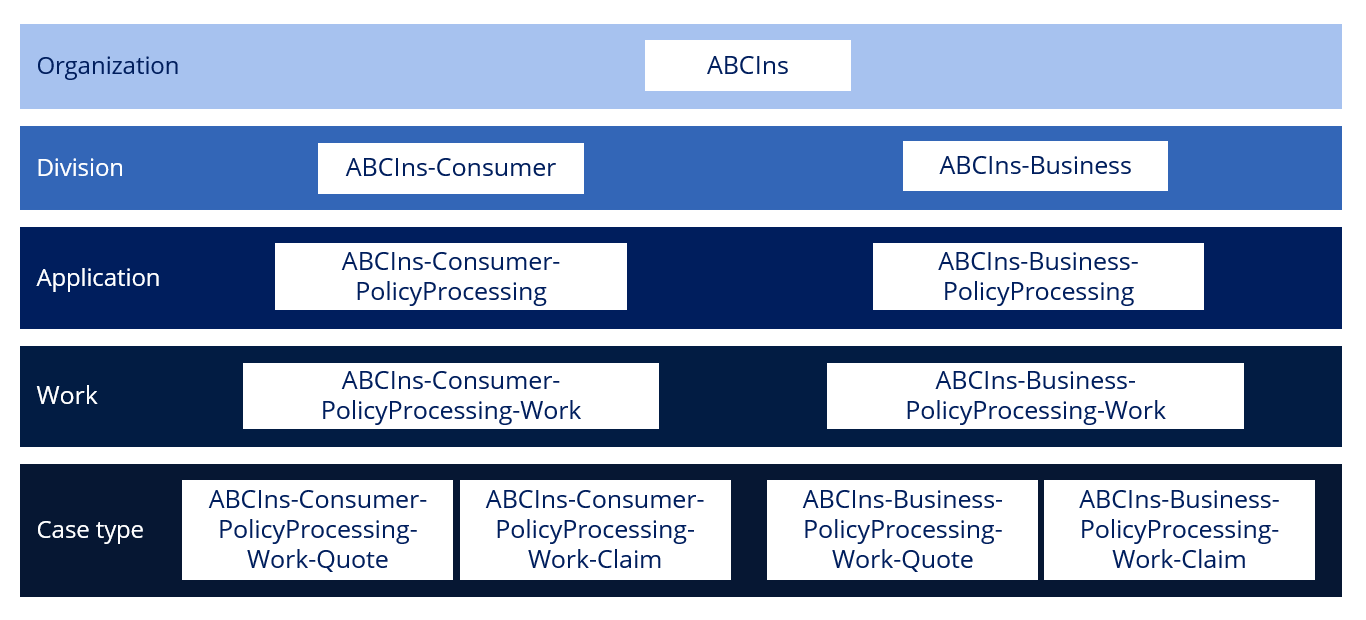 Organization
ABCIns
Division
ABCIns-Consumer
ABCIns-Business
Application
ABCIns-Consumer-
PolicyProcessing
ABCIns-Business-
PolicyProcessing
Work
ABCIns-Consumer-
PolicyProcessing-Work
ABCIns-Business-
PolicyProcessing-Work
Case type
ABCIns-Consumer-
PolicyProcessing-
Work-Quote
ABCIns-Consumer-
PolicyProcessing-
Work-Claim
ABCIns-Business-
PolicyProcessing-
Work-Quote
ABCIns-Business-
PolicyProcessing-
Work-Claim